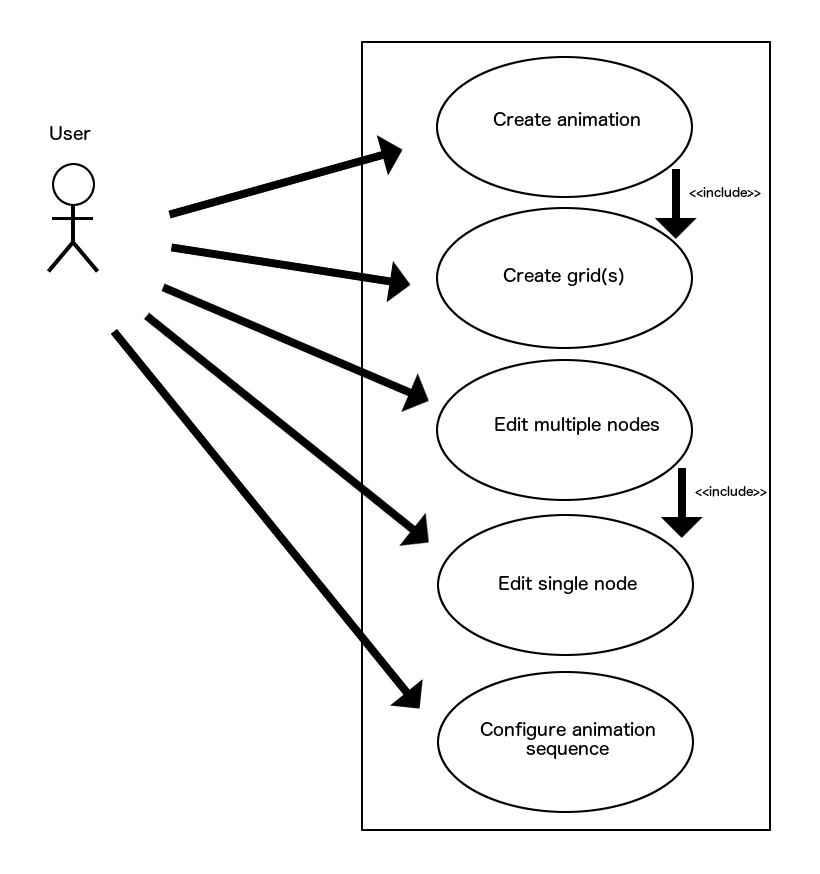 User
Create animation
<<include>>
Create grid(s)
Edit multiple nodes
<<include>>
Edit single node
Configure animation
sequence